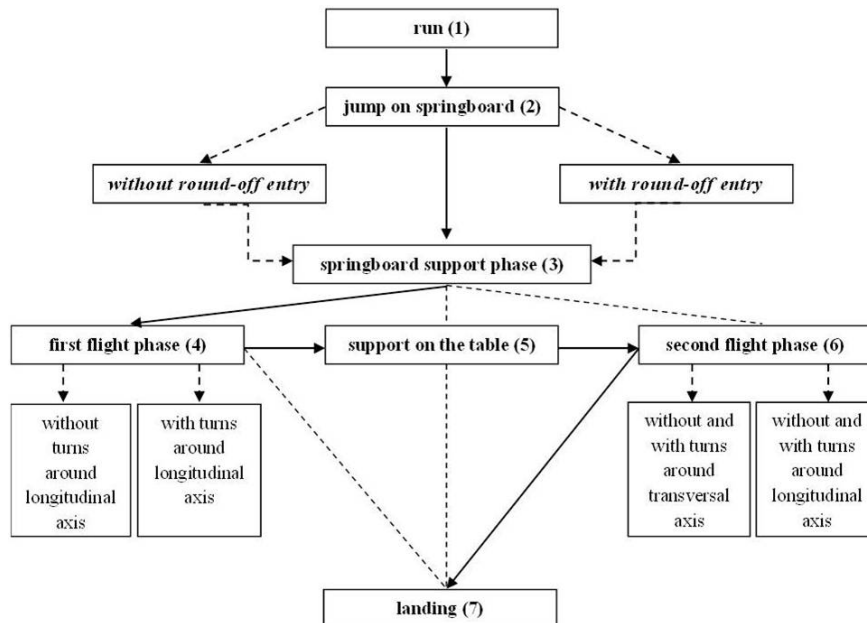 run (1)
jump on springboard (2)
without round-off entry
with round-off entry
springboard support phase (3)
first flight phase (4)
support on the table (5)
second flight phase (6)
without
turns
around
longitudinal
axis
with turns
around
longitudinal
axis
without and
with turns
around
transversal
axis
without and
with turns
around
longitudinal
axis
landing (7)